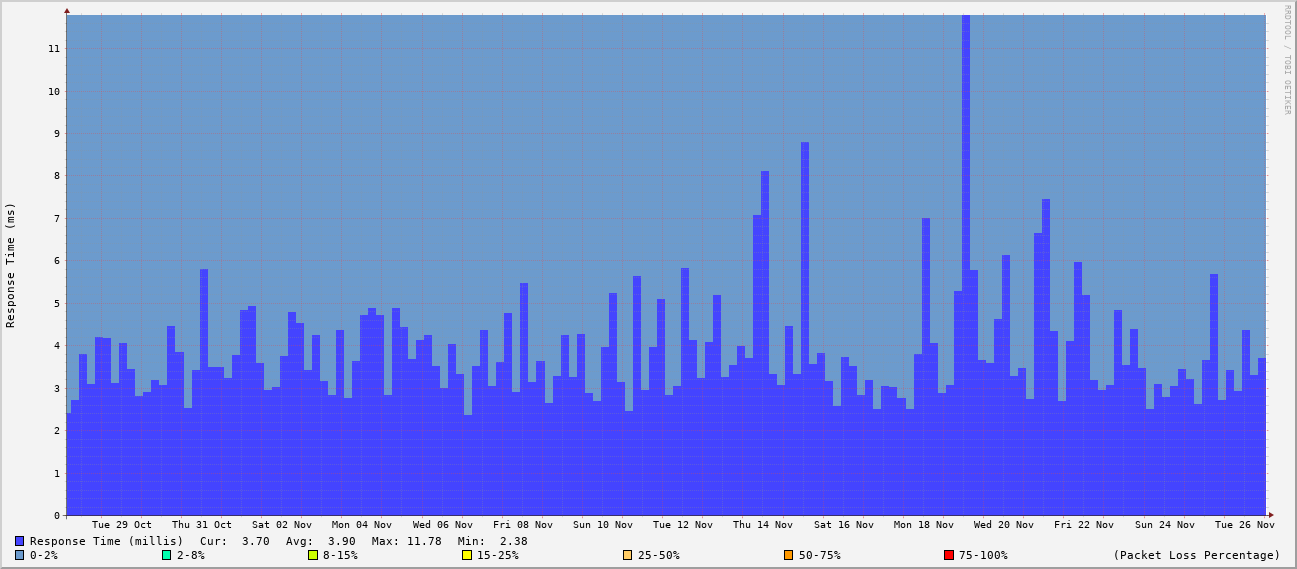 RRDTOOL / TOBI OETIKER
Response Time (ms)
11
10
9
8
7
6
5
4
3
2
1
0
Tue 29 Oct Thu 31 Oct Sat 02 Nov Mon 04 Nov Wed 06 Nov Fri 08 Nov Sun 10 Nov Tue 12 Nov Thu 14 Nov Sat 16 Nov Mon 18 Nov Wed 20 Nov Fri 22 Nov Sun 24 Nov Tue 26 Nov
Response Time (millis) Cur: 3.70 Avg: 3.90 Max: 11.78 Min: 2.38
0-2% 2-8% 8-15% 15-25% 25-50% 50-75% 75-100% (Packet Loss Percentage)